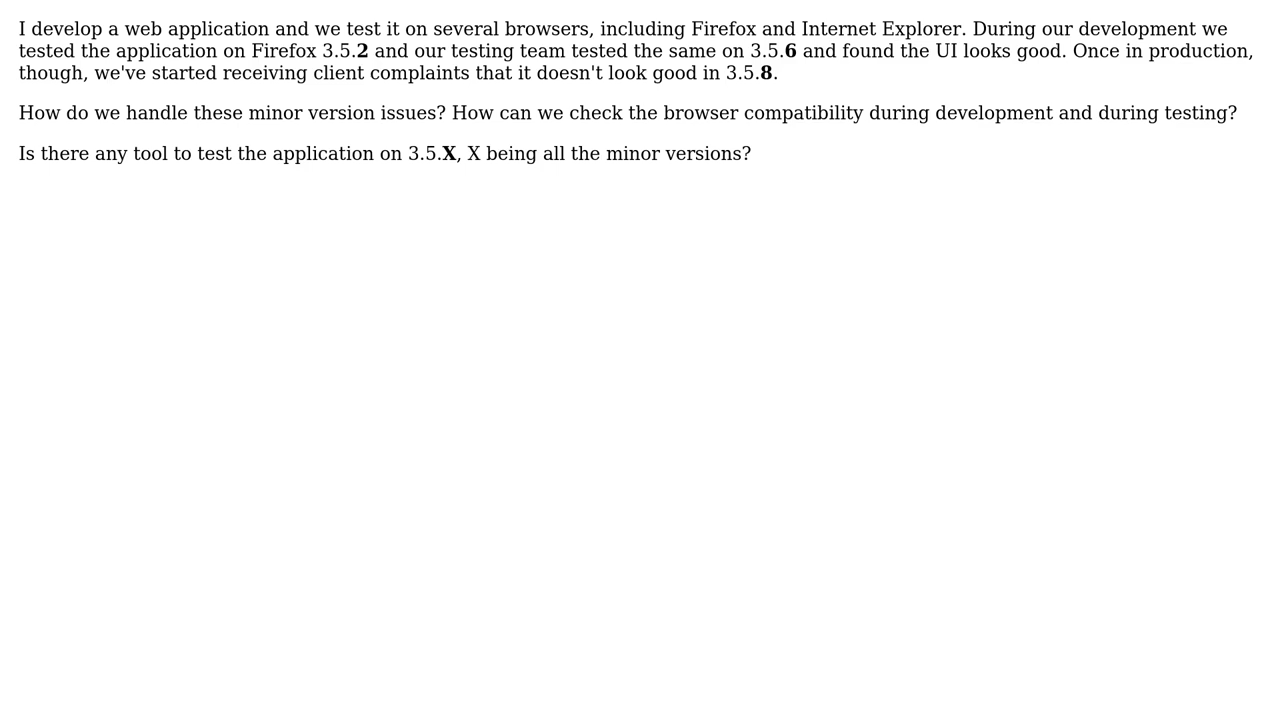 I develop a web application and we test it on several browsers, including Firefox and Internet Explorer. During our development we
tested the application on Firefox 3.5.2 and our testing team tested the same on 3.5.6 and found the UI looks good. Once in production,
though, we've started receiving client complaints that it doesn't look good in 3.5.8.
How do we handle these minor version issues? How can we check the browser compatibility during development and during testing?
Is there any tool to test the application on 3.5.X, X being all the minor versions?